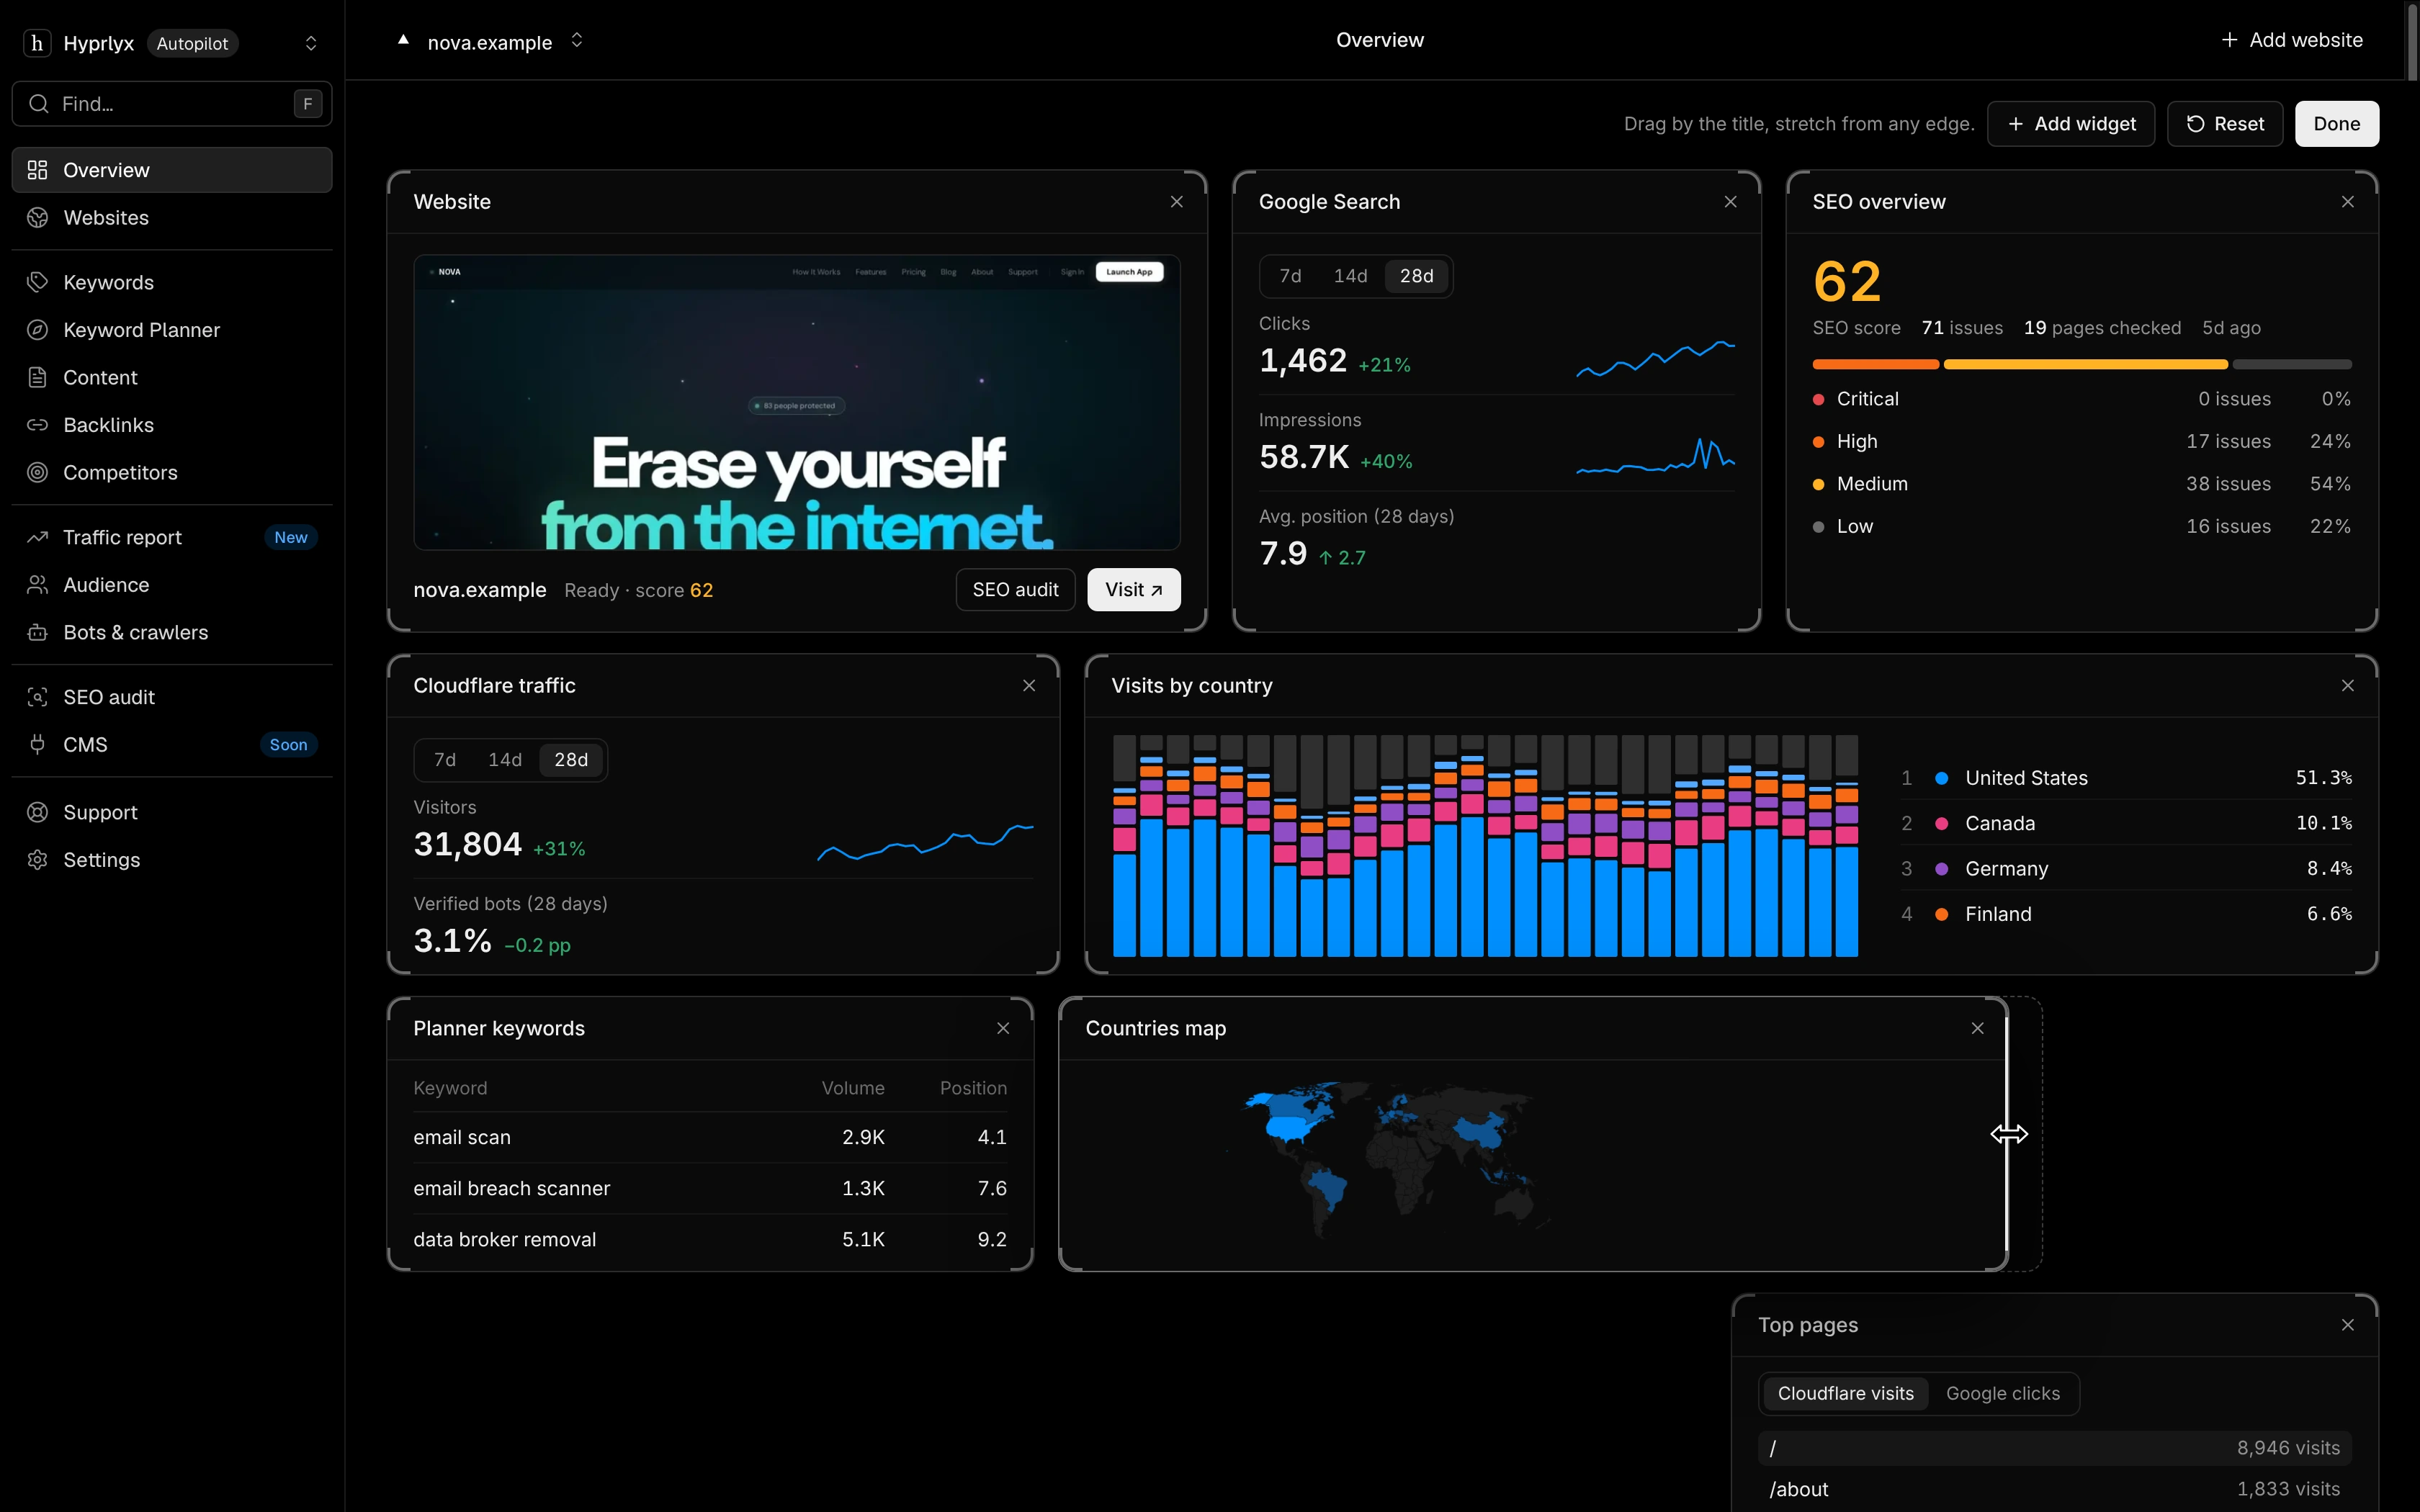 h Hyprlyx Autopilot
Find... F
Overview
Websites
Keywords
Keyword Planner
Content
Backlinks
Competitors
Traffic report New
Audience
Bots & crawlers
SEO audit
CMS Soon
Support
Settings
nova.example
Overview
+ Add website
Drag by the title, stretch from any edge.
+ Add widget
Reset
Done
Website
NOVA How It Works Features Pricing Blog About Support Sign In Launch App
83 people protected
Erase yourself
from the internet.
nova.example Ready · score 62 SEO audit Visit ↗
Google Search
7d 14d 28d
Clicks
1,462 +21%
Impressions
58.7K +40%
Avg. position (28 days)
7.9 ↑ 2.7
SEO overview
62
SEO score 71 issues 19 pages checked 5d ago
Critical 0 issues 0%
High 17 issues 24%
Medium 38 issues 54%
Low 16 issues 22%
Cloudflare traffic
7d 14d 28d
Visitors
31,804 +31%
Verified bots (28 days)
3.1% −0.2 pp
Visits by country
1 United States 51.3%
2 Canada 10.1%
3 Germany 8.4%
4 Finland 6.6%
Planner keywords
Keyword Volume Position
email scan 2.9K 4.1
email breach scanner 1.3K 7.6
data broker removal 5.1K 9.2
Countries map
Top pages
Cloudflare visits Google clicks
/ 8,946 visits
/about 1,833 visits